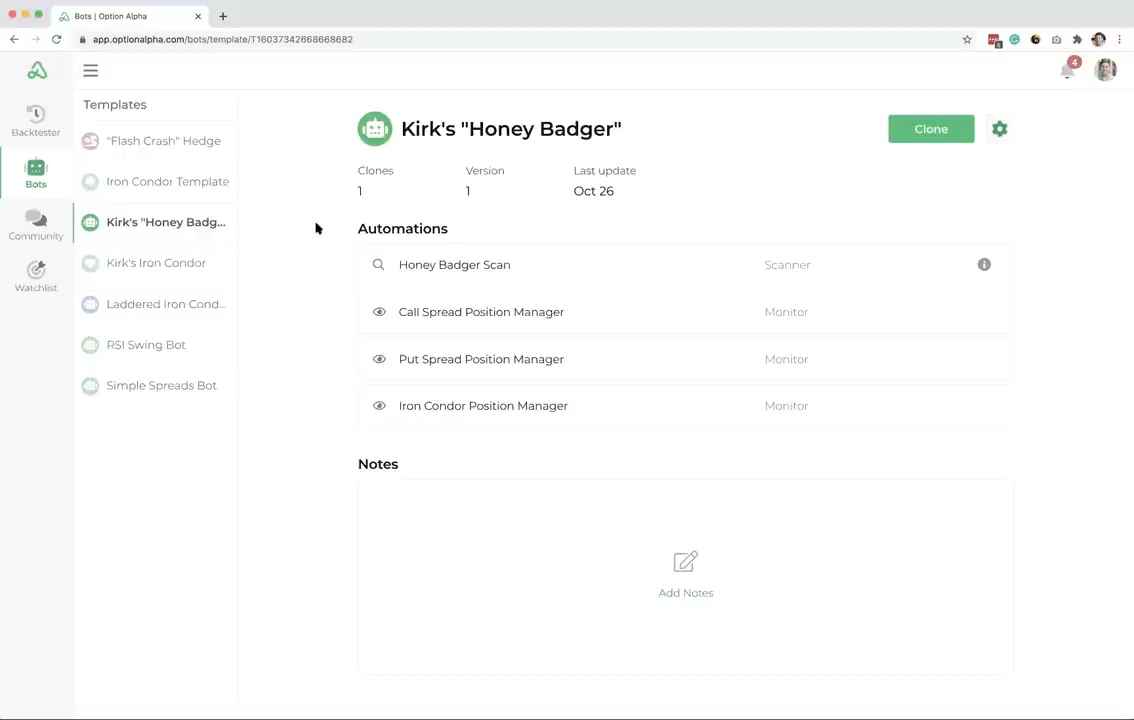 Bots | Option Alpha
app.optionalpha.com/bots/template/T16037342668668682
5
4
Backtester
Bots
Community
Watchlist
Templates
"Flash Crash" Hedge
Iron Condor Template
Kirk's "Honey Badg...
Kirk's Iron Condor
Laddered Iron Cond...
RSI Swing Bot
Simple Spreads Bot
Kirk's "Honey Badger"
Clone
Clones Version Last update
1 1 Oct 26
Automations
Honey Badger Scan Scanner
Call Spread Position Manager Monitor
Put Spread Position Manager Monitor
Iron Condor Position Manager Monitor
Notes
Add Notes